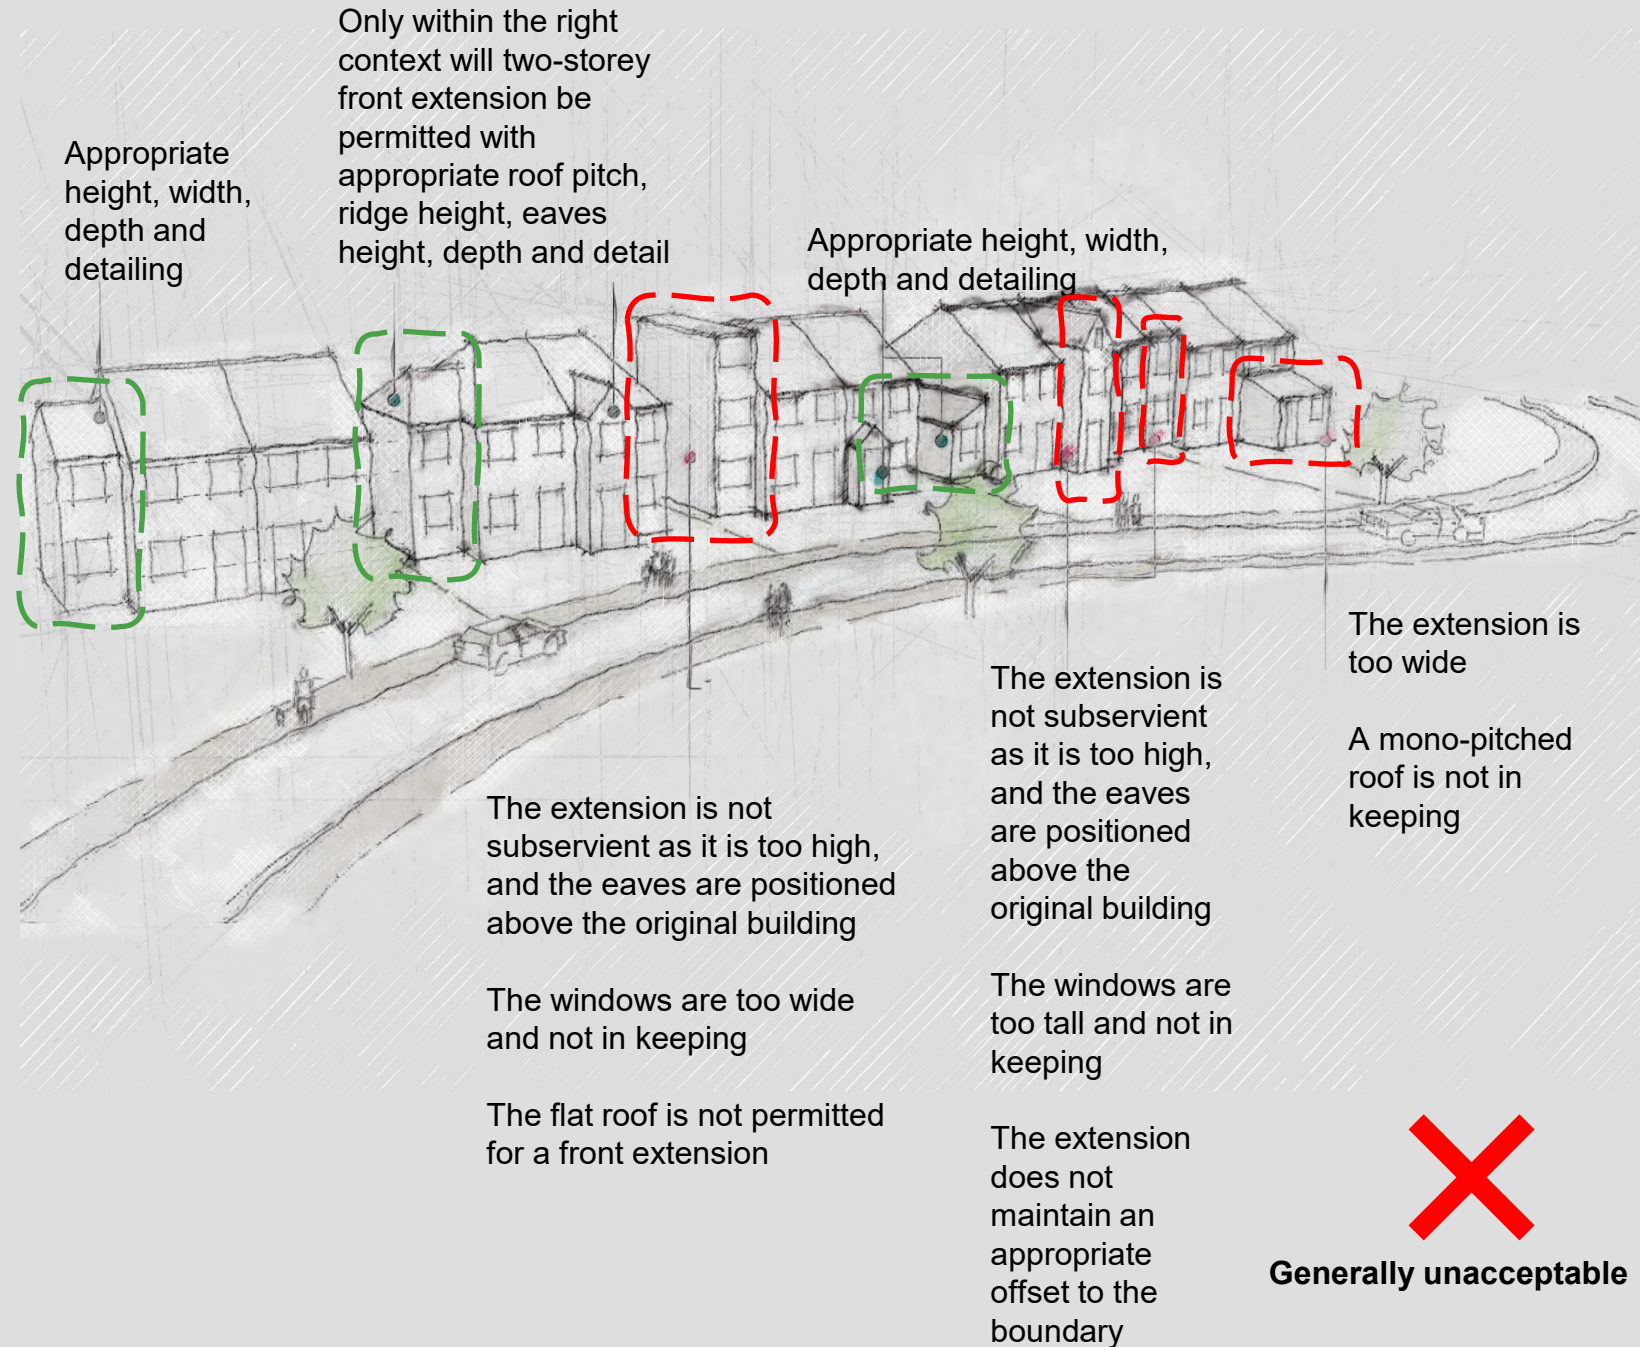 Only within the right
context will two-storey
front extension be
permitted with
appropriate roof pitch,
ridge height, eaves
height, depth and detail
Appropriate
height, width,
depth and
detailing
Appropriate height, width,
depth and detailing
The extension is not
subservient as it is too high,
and the eaves are positioned
above the original building
The windows are too wide
and not in keeping
The flat roof is not permitted
for a front extension
The extension is
not subservient
as it is too high,
and the eaves
are positioned
above the
original building
The windows are
too tall and not in
keeping
The extension
does not
maintain an
appropriate
offset to the
boundary
The extension is
too wide
A mono-pitched
roof is not in
keeping
Generally unacceptable